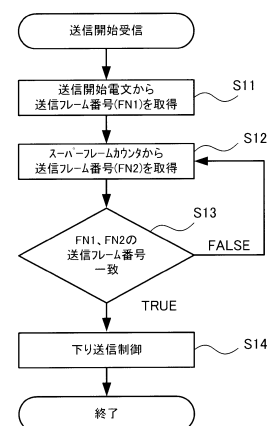 送信開始受信
送信開始電文から
送信フレーム番号(FN1)を取得
S11
スーパーフレームカウンタから
送信フレーム番号(FN2)を取得
S12
FN1、FN2の
送信フレーム番号
一致
S13
FALSE
TRUE
下り送信制御
S14
終了